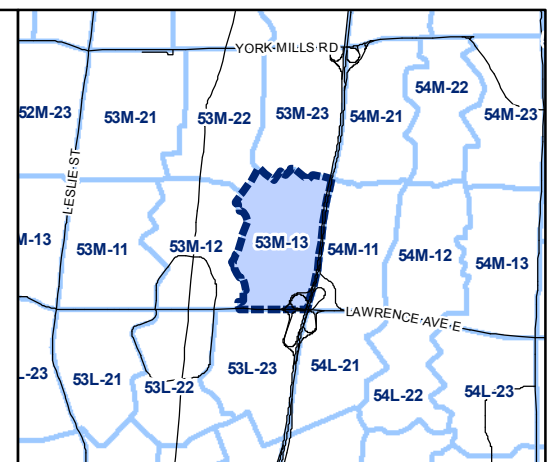 YORK MILLS RD
54M-22
52M-23
53M-21
53M-22
53M-23
54M-21
54M-23
LESLIE ST
M-13
53M-11
53M-12
53M-13
54M-11
54M-12
54M-13
LAWRENCE AVE E
L-23
53L-21
53L-22
53L-23
54L-21
54L-22
54L-23